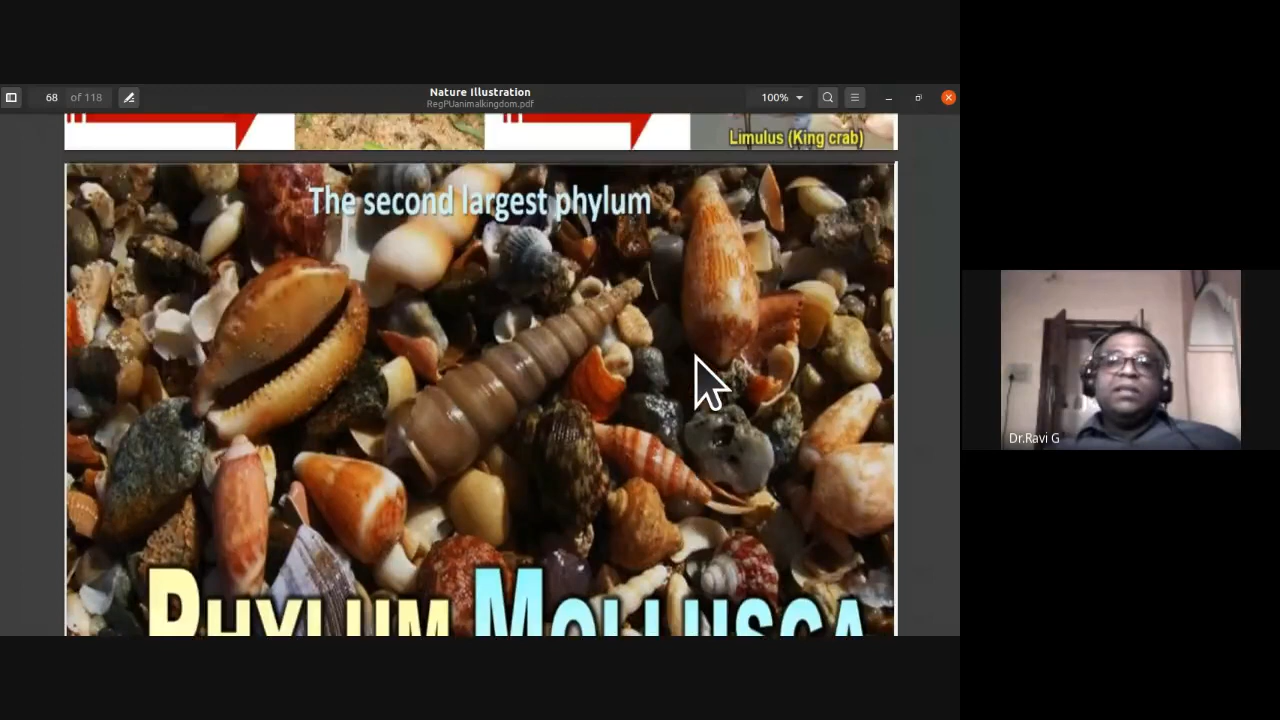 68 of 118
Nature Illustration
RegPUanimalkingdom.pdf
100%
Limulus (King crab)
The second largest phylum
PHYLUM MOLLUSCA
Dr.Ravi G